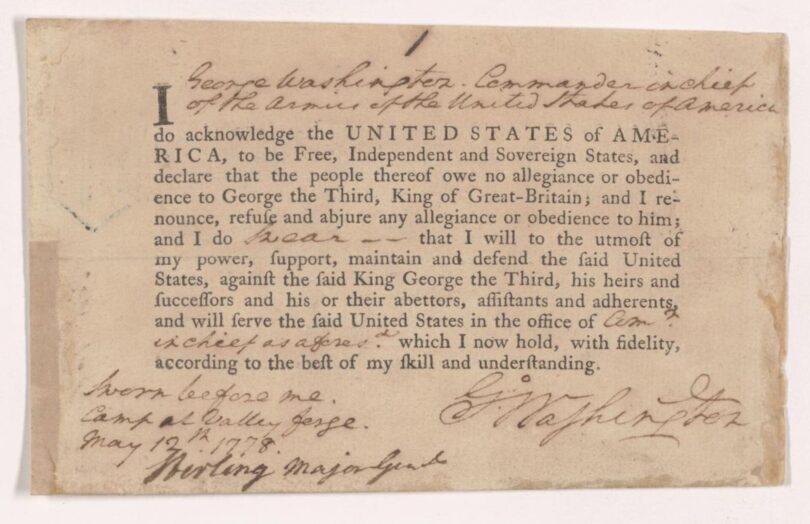 1
George Washington. Commander in chief
of the Armies of the United States of America
I
do acknowledge the UNITED STATES of AME-
RICA, to be Free, Independent and Sovereign States, and
declare that the people thereof owe no allegiance or obedi-
ence to George the Third, King of Great-Britain; and I re-
nounce, refuſe and abjure any allegiance or obedience to him;
and I do Swear —— that I will to the utmoſt of
my power, ſupport, maintain and defend the ſaid United
States, againſt the ſaid King George the Third, his heirs and
ſucceſſors and his or their abettors, aſſiſtants and adherents,
and will ſerve the ſaid United States in the office of Comr.
in chief as afores.d which I now hold, with fidelity,
according to the beſt of my ſkill and underſtanding.
Sworn before me.
Camp at Valley forge.
May 12th 1778.
Stirling Major Genl
Go Washington